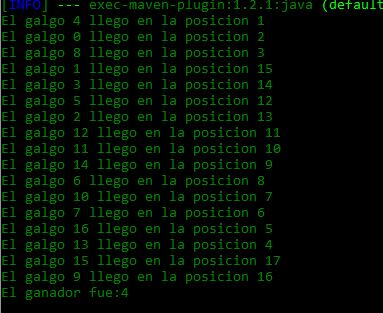 [INFO] --- exec-maven-plugin:1.2.1:java (default
El galgo 4 llego en la posicion 1
El galgo 0 llego en la posicion 2
El galgo 8 llego en la posicion 3
El galgo 1 llego en la posicion 15
El galgo 3 llego en la posicion 14
El galgo 5 llego en la posicion 12
El galgo 2 llego en la posicion 13
El galgo 12 llego en la posicion 11
El galgo 11 llego en la posicion 10
El galgo 14 llego en la posicion 9
El galgo 6 llego en la posicion 8
El galgo 10 llego en la posicion 7
El galgo 7 llego en la posicion 6
El galgo 16 llego en la posicion 5
El galgo 13 llego en la posicion 4
El galgo 15 llego en la posicion 17
El galgo 9 llego en la posicion 16
El ganador fue:4